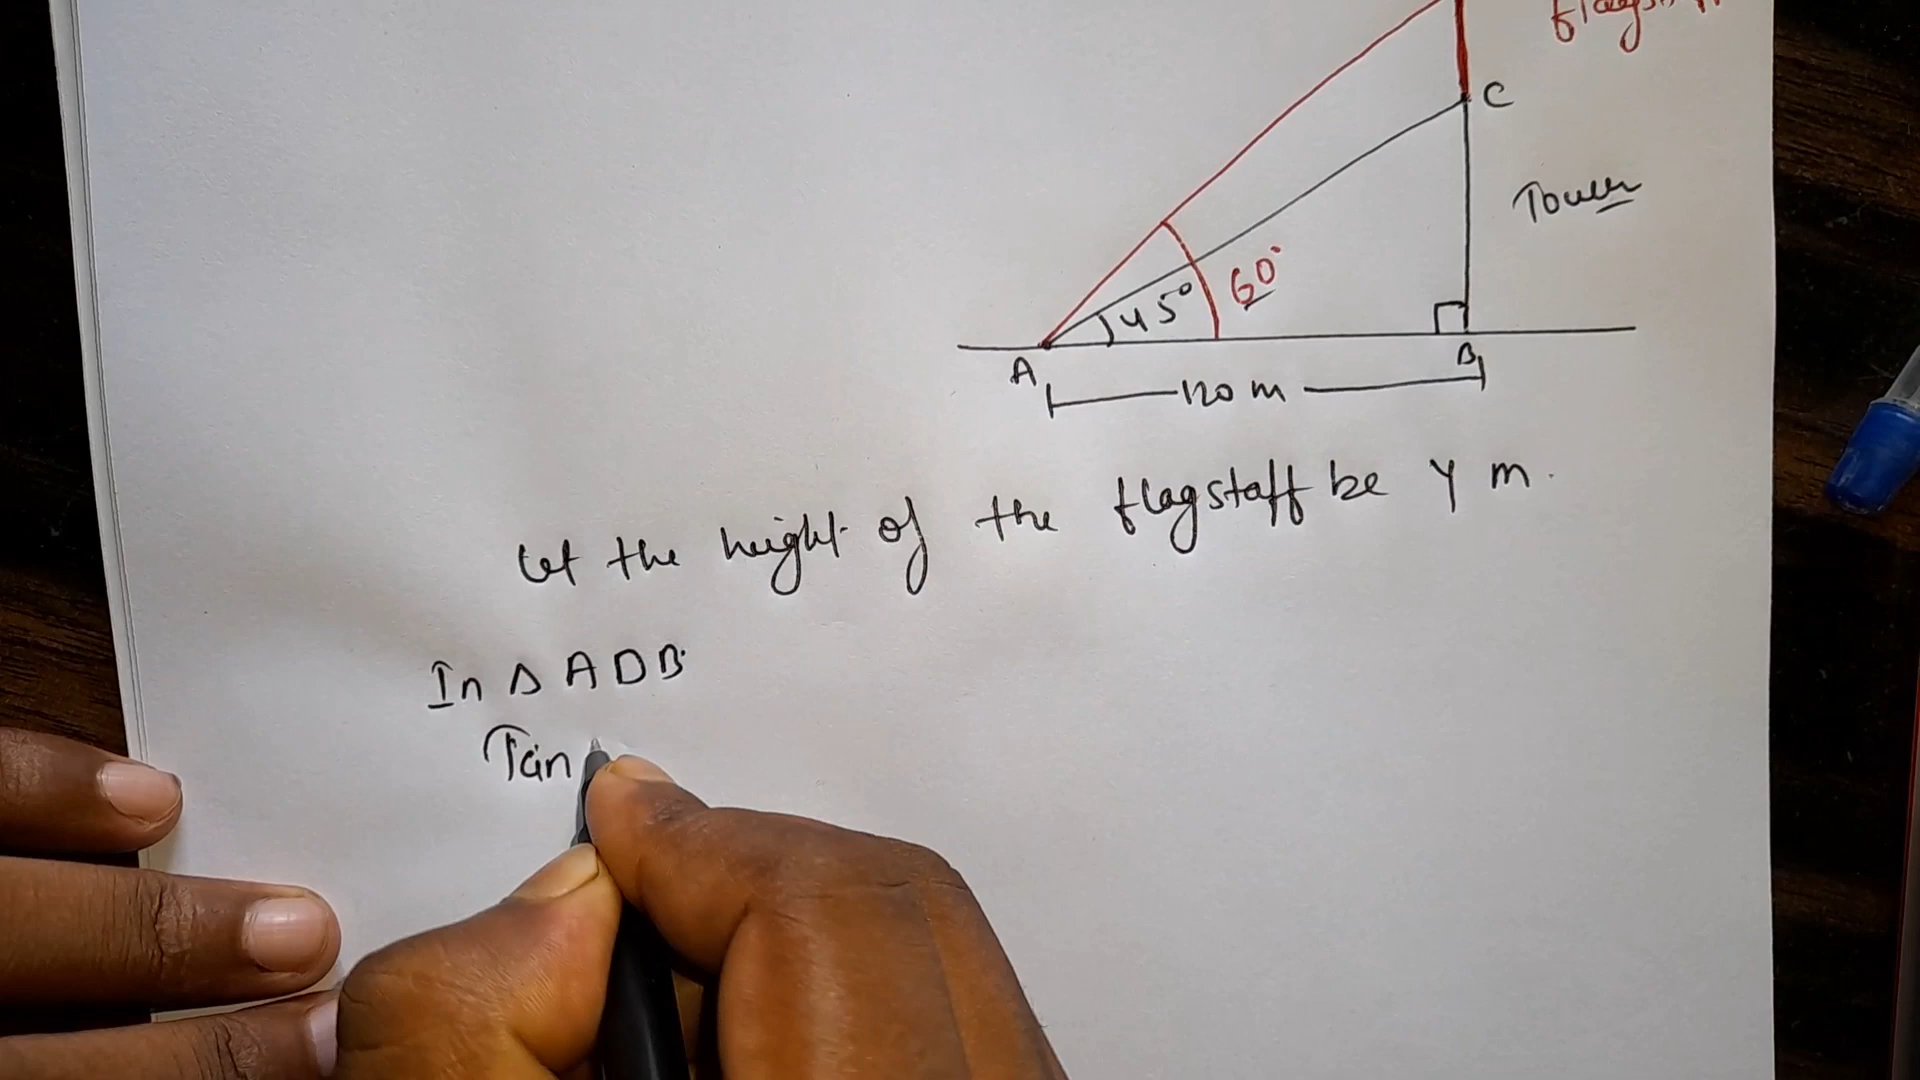 C
Tower
60°
45°
A
B
120 m
Let the height of the flagstaff be y m.
In Δ ADB
Tan